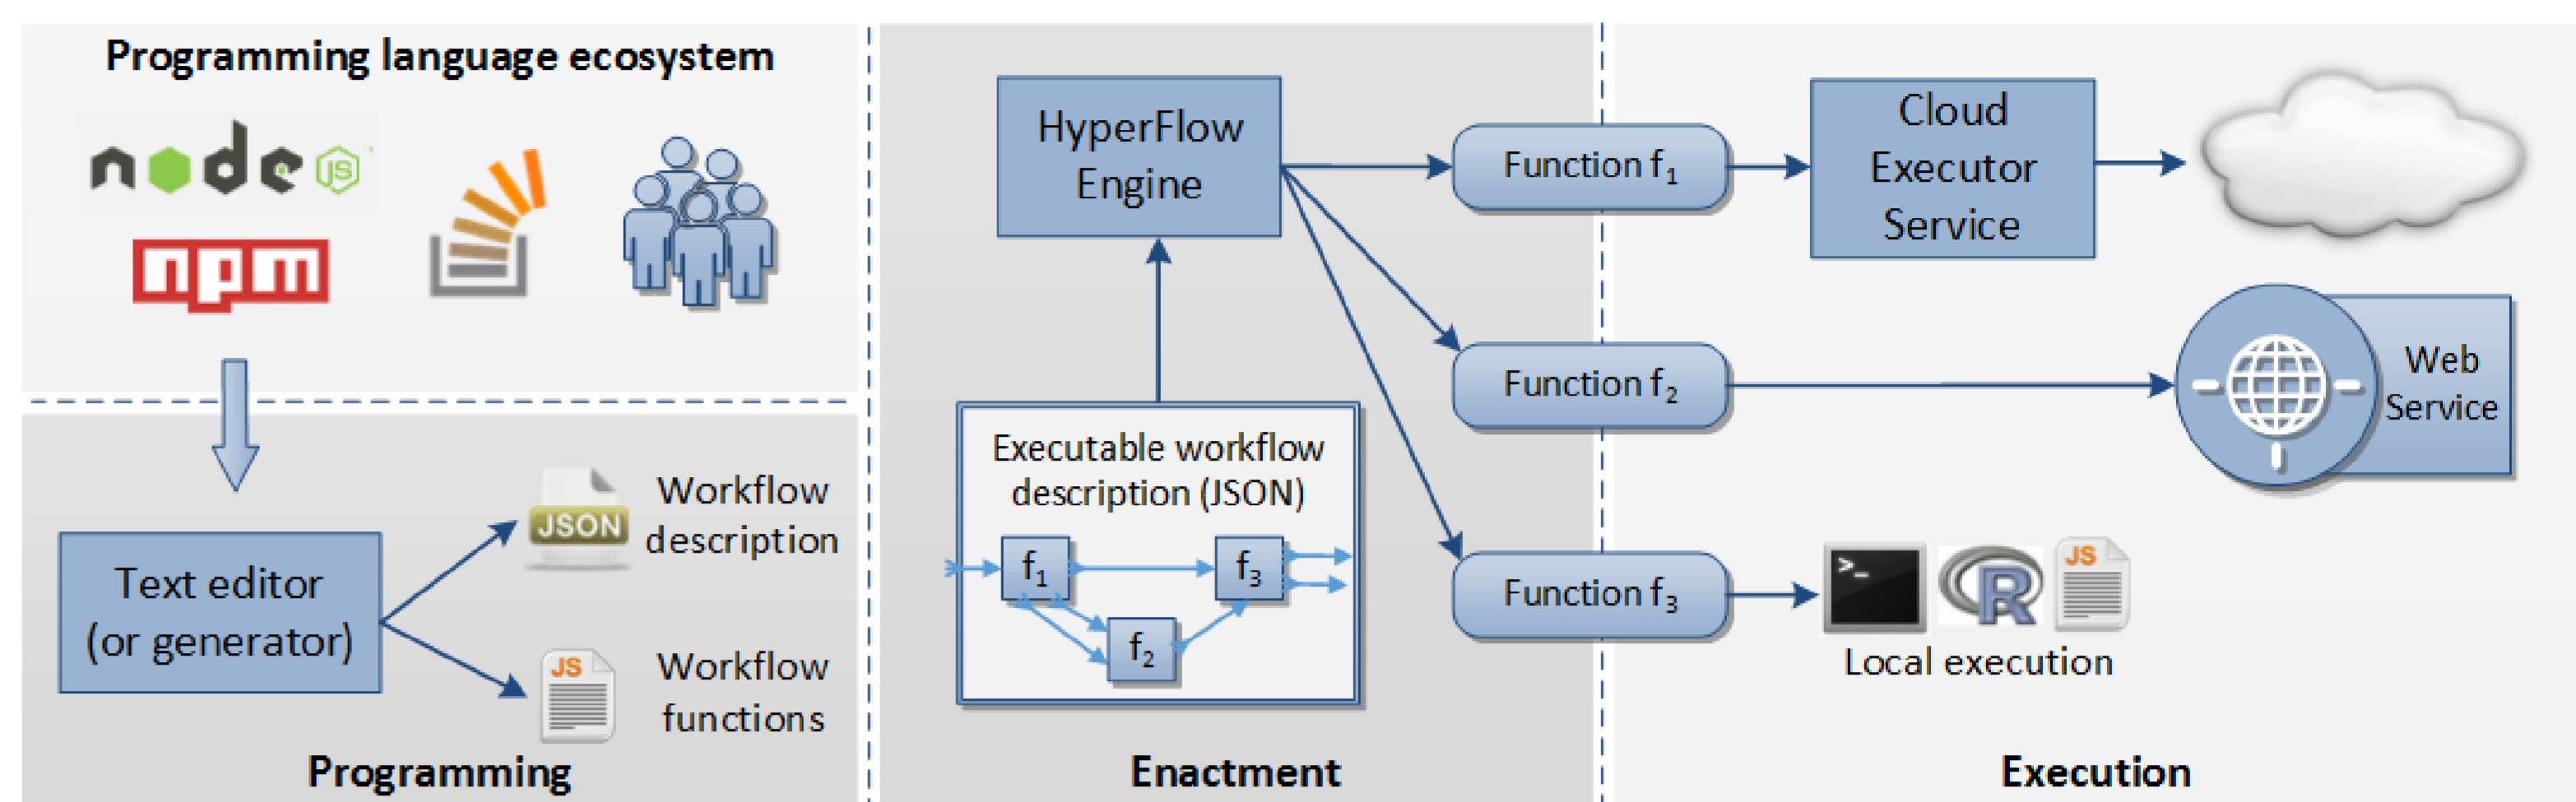 Programming language ecosystem
node JS
npm
Text editor
(or generator)
JSON
Workflow
description
JS
Workflow
functions
Programming
HyperFlow
Engine
Executable workflow
description (JSON)
f1
f3
f2
Enactment
Function f1
Function f2
Function f3
Cloud
Executor
Service
Web
Service
>_
R
JS
Local execution
Execution